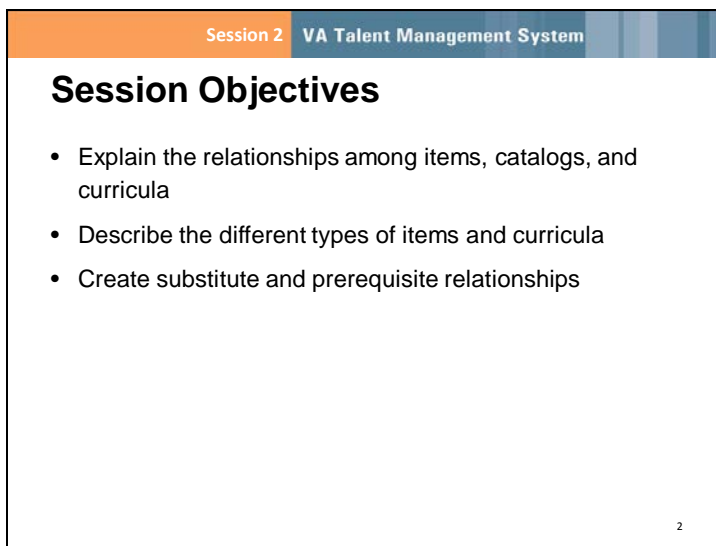 Session 2 VA Talent Management System
Session Objectives
• Explain the relationships among items, catalogs, and
curricula
• Describe the different types of items and curricula
• Create substitute and prerequisite relationships
2